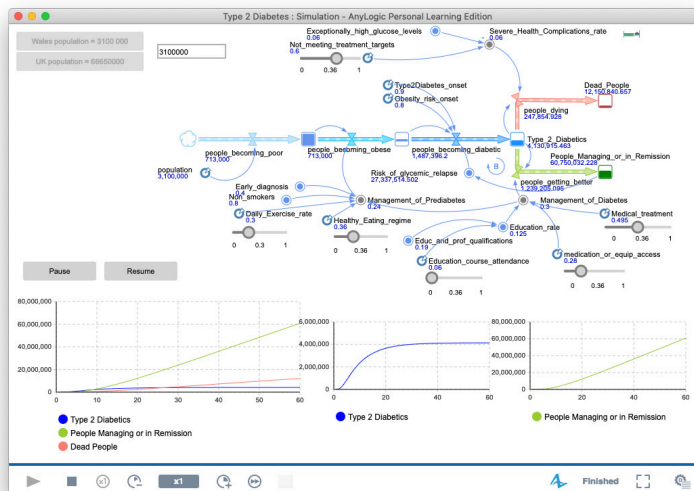 Type 2 Diabetes : Simulation - AnyLogic Personal Learning Edition
Wales population = 3100 000
UK population = 66650000
3100000
Exceptionally_high_glucose_levels
0.06
Severe_Health_Complications_rate
0.06
Not_meeting_treatment_targets
0.6
0 0.36 1
Type2Diabetes_onset
0.9
Obesity_risk_onset
0.8
Dead_People
12,150,840.657
people_dying
247,854.928
people_becoming_poor
713,000
people_becoming_obese
713,000
people_becoming_diabetic
1,487,396.2
Type_2_Diabetics
4,130,915.463
population
3,100,000
B
People_Managing_or_in_Remission
60,750,032.228
Risk_of_glycemic_relapse
27,337,514.502
people_getting_better
1,239,205.095
Early_diagnosis
0.4
Non_smokers
0.8
Management_of_Prediabetes
0.24
Management_of_Diabetes
0.3
Daily_Exercise_rate
0.3
0 0.3 1
Healthy_Eating_regime
0.36
0 0.36 1
Education_rate
0.125
Medical_treatment
0.495
0 0.36 1
Educ_and_prof_qualifications
0.19
Education_course_attendance
0.06
0 0.36 1
medication_or_equip_access
0.28
0 0.36 1
Pause
Resume
80,000,000
60,000,000
40,000,000
20,000,000
0
0 10 20 30 40 50 60
Type 2 Diabetics
People Managing or in Remission
Dead People
6,000,000
4,000,000
2,000,000
0
0 10 20 30 40 50 60
Type 2 Diabetics
80,000,000
60,000,000
40,000,000
20,000,000
0
0 10 20 30 40 50 60
People Managing or in Remission
x1
x1
Finished